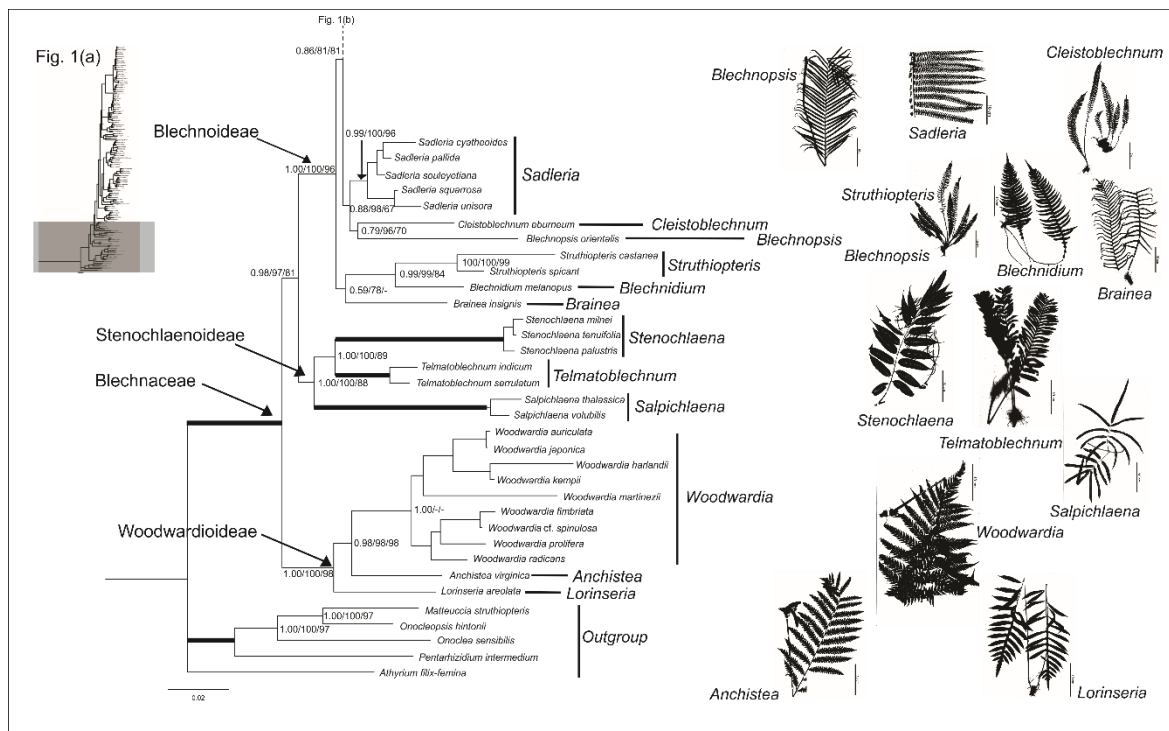 Fig. 1(b)
Fig. 1(a)
0.86/81/81
Blechnoideae
0.99/100/96
1.00/100/96
Sadleria cyatheoides
Sadleria pallida
Sadleria souleyetiana
Sadleria squarrosa
Sadleria unisora
Sadleria
0.88/98/67
Cleistoblechnum eburneum
Cleistoblechnum
0.79/96/70
Blechnopsis orientalis
Blechnopsis
0.98/97/81
Struthiopteris castanea
100/100/99
Struthiopteris spicant
Struthiopteris
0.99/99/84
Blechnidium melanopus
Blechnidium
0.59/78/-
Brainea insignis
Brainea
Stenochlaenoideae
Stenochlaena milnei
Stenochlaena tenuifolia
Stenochlaena palustris
Stenochlaena
1.00/100/89
Blechnaceae
Telmatoblechnum indicum
Telmatoblechnum serrulatum
Telmatoblechnum
1.00/100/88
Salpichlaena thalassica
Salpichlaena volubilis
Salpichlaena
Woodwardia auriculata
Woodwardia japonica
Woodwardia harlandii
Woodwardia kempii
Woodwardia martinezii
Woodwardia
1.00/-/-
Woodwardia fimbriata
Woodwardia cf. spinulosa
Woodwardia prolifera
Woodwardia radicans
Woodwardioideae
0.98/98/98
1.00/100/98
Anchistea virginica
Anchistea
Lorinseria areolata
Lorinseria
Matteuccia struthiopteris
1.00/100/97
Onocleopsis hintonii
1.00/100/97
Onoclea sensibilis
Pentarhizidium intermedium
Athyrium filix-femina
Outgroup
0.02
Blechnopsis
Sadleria
Cleistoblechnum
Struthiopteris
Blechnopsis
Blechnidium
Brainea
Stenochlaena
Telmatoblechnum
Salpichlaena
Woodwardia
Anchistea
Lorinseria